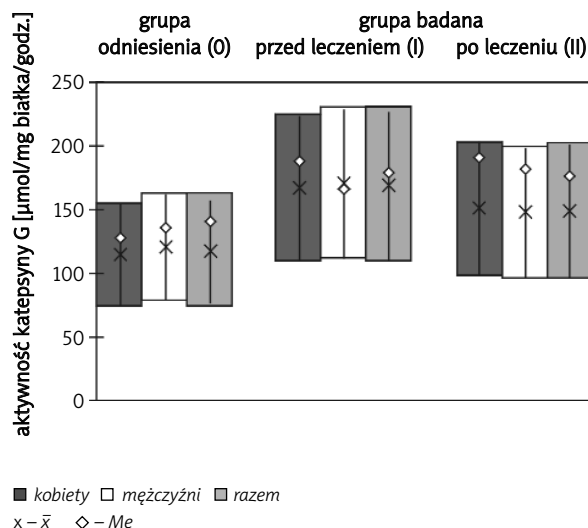 grupa odniesienia (0)
grupa badana
przed leczeniem (I)
po leczeniu (II)
aktywność katepsyny G [µmol/mg białka/godz.]
250
200
150
100
50
0
kobiety mężczyźni razem
x – x̅ ◇ – Me